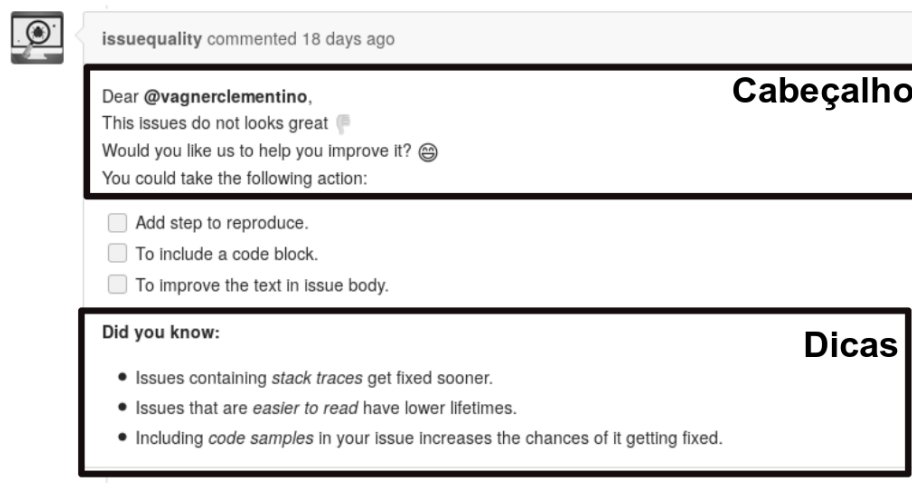 issuequality commented 18 days ago
Cabeçalho
Dear @vagnerclementino,
This issues do not looks great
Would you like us to help you improve it?
You could take the following action:
Add step to reproduce.
To include a code block.
To improve the text in issue body.
Dicas
Did you know:
Issues containing stack traces get fixed sooner.
Issues that are easier to read have lower lifetimes.
Including code samples in your issue increases the chances of it getting fixed.